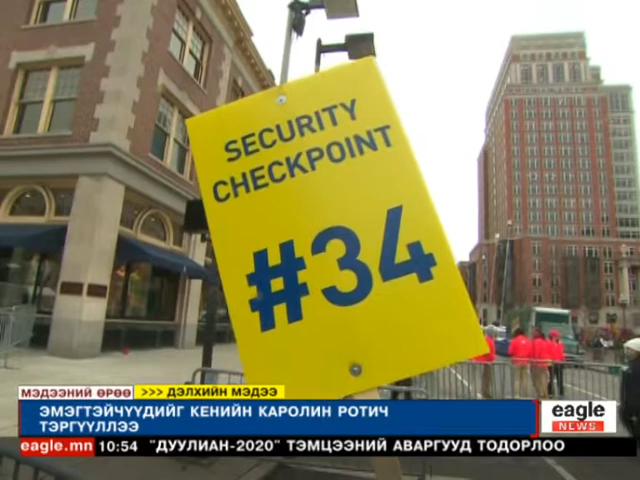 SECURITY
CHECKPOINT
#34
МЭДЭЭНИЙ ӨРӨӨ >>> ДЭЛХИЙН МЭДЭЭ
ЭМЭГТЭЙЧҮҮДИЙГ КЕНИЙН КАРОЛИН РОТИЧ
ТЭРГҮҮЛЛЭЭ
eagle
NEWS
eagle.mn 10:54 "ДУУЛИАН-2020" ТЭМЦЭЭНИЙ АВАРГУУД ТОДОРЛОО